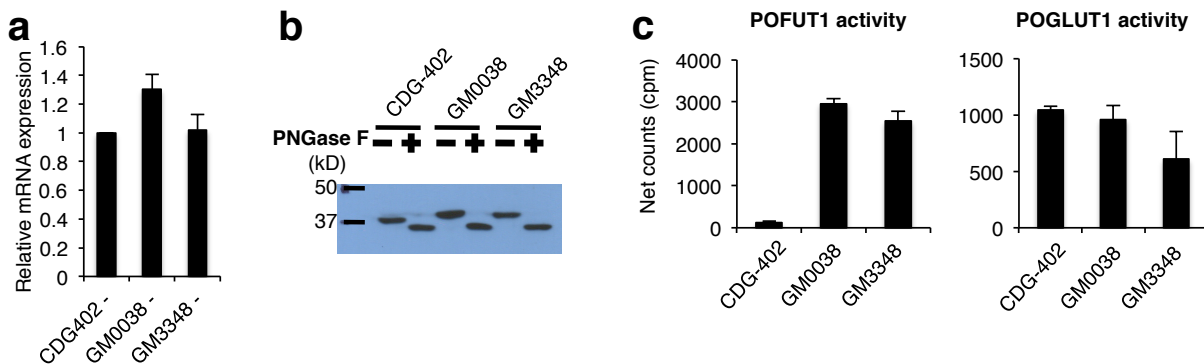 a
Relative mRNA expression
1.6
1.4
1.2
1
0.8
0.6
0.4
0.2
0
CDG402 -
GM0038 -
GM3348 -
b
CDG-402
GM0038
GM3348
PNGase F - + - + - +
(kD)
50
37
c
POFUT1 activity
Net counts (cpm)
4000
3000
2000
1000
0
CDG-402
GM0038
GM3348
POGLUT1 activity
1500
1000
500
0
CDG-402
GM0038
GM3348